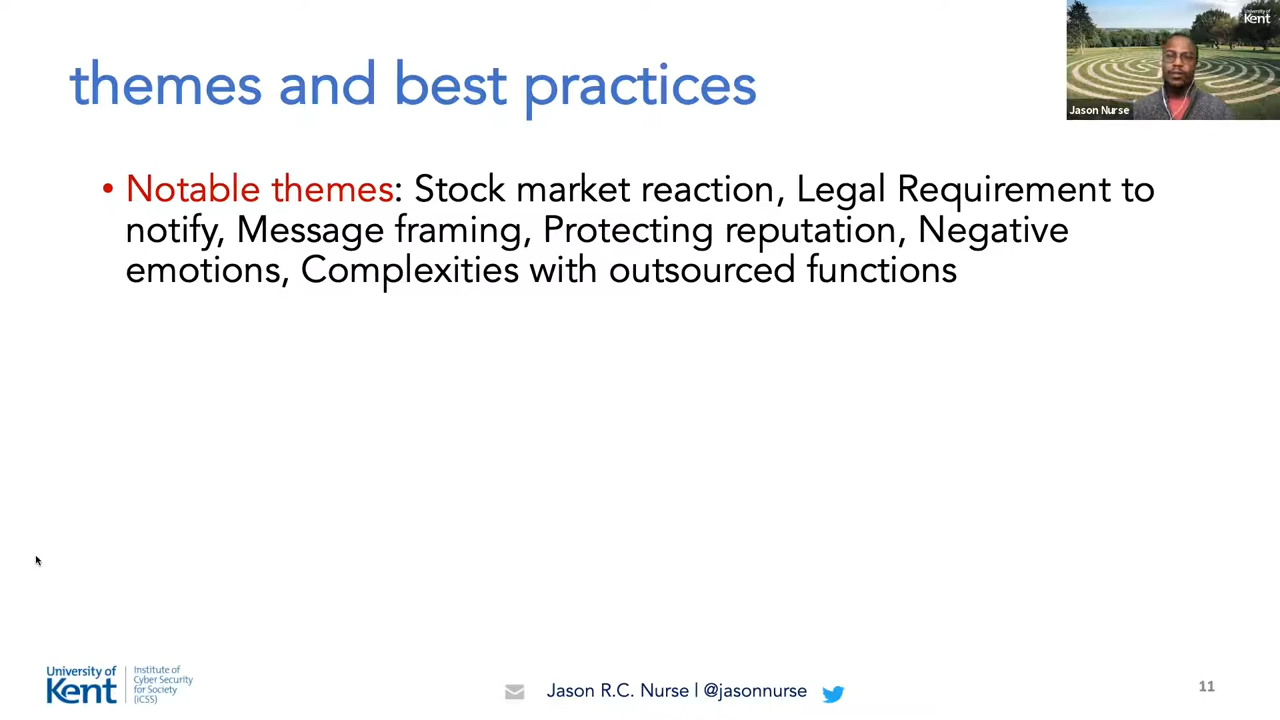 themes and best practices
University of
Kent
Jason Nurse
• Notable themes: Stock market reaction, Legal Requirement to
notify, Message framing, Protecting reputation, Negative
emotions, Complexities with outsourced functions
University of
Kent
Institute of
Cyber Security
for Society
(iCSS)
Jason R.C. Nurse | @jasonnurse
11